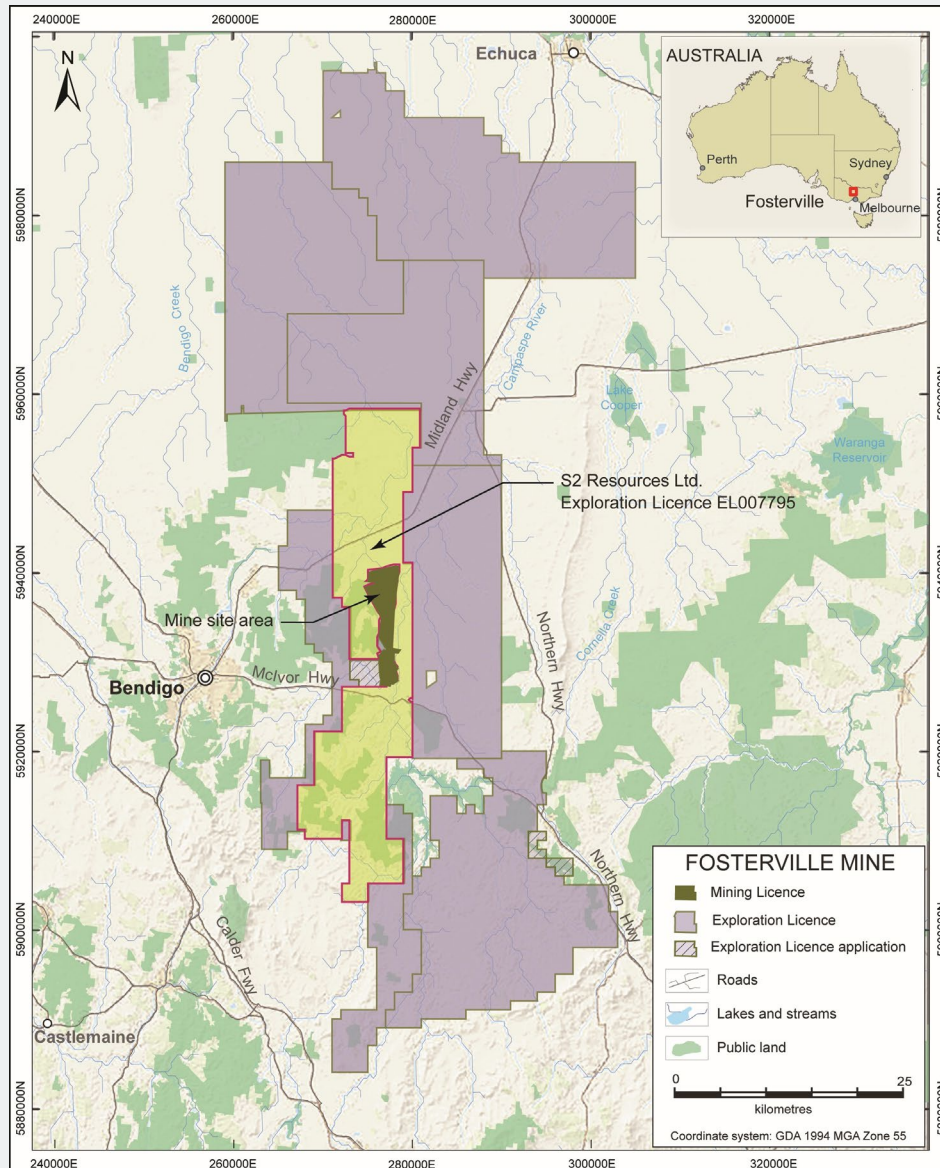 240000E
260000E
280000E
300000E
320000E
N
Echuca
AUSTRALIA
Perth
Sydney
Fosterville
Melbourne
5980000N
Bendigo Creek
Campaspe River
Midland Hwy
5960000N
Lake
Cooper
Waranga
Reservoir
S2 Resources Ltd.
Exploration Licence EL007795
5940000N
Mine site area
Cornella Creek
Northern Hwy
McIvor Hwy
Bendigo
5920000N
Northern Hwy
5900000N
Calder Fwy
Castlemaine
5880000N
FOSTERVILLE MINE
Mining Licence
Exploration Licence
Exploration Licence application
Roads
Lakes and streams
Public land
0
25
kilometres
Coordinate system: GDA 1994 MGA Zone 55
240000E
260000E
280000E
300000E
320000E